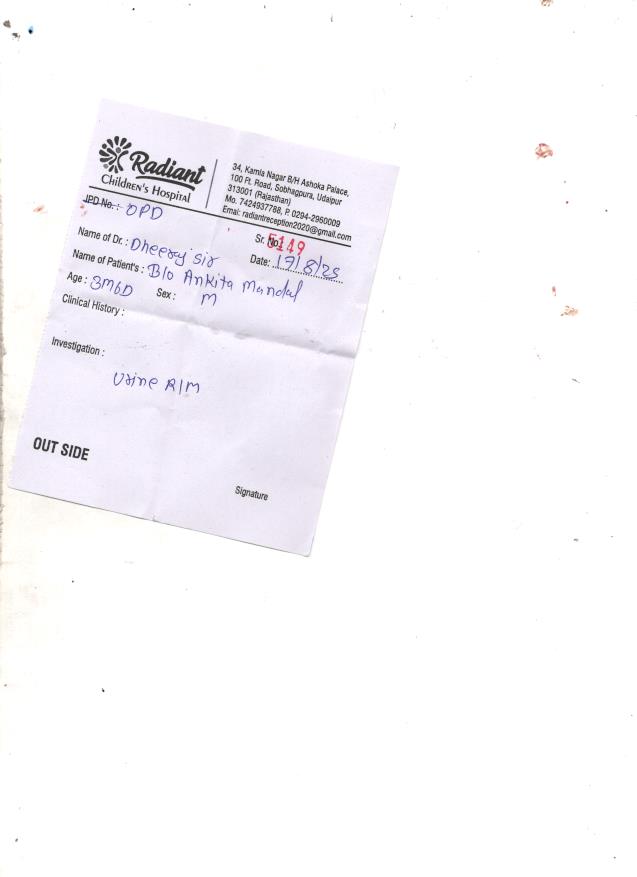 Radiant
Children's Hospital
34, Kamla Nagar B/H Ashoka Palace,
100 Ft. Road, Sobhagpura, Udaipur
313001 (Rajasthan)
Mo. 7424937788, P. 0294-2960009
Emai: radiantreception2020@gmail.com
IPD No. : OPD
Sr. No. 5149
Name of Dr. : Dheeraj Sir
Date: 17/8/25
Name of Patient's : B/o Ankita Mandal
Age : 3M6D Sex : M
Clinical History :
Investigation :
Urine R/M
OUT SIDE
Signature